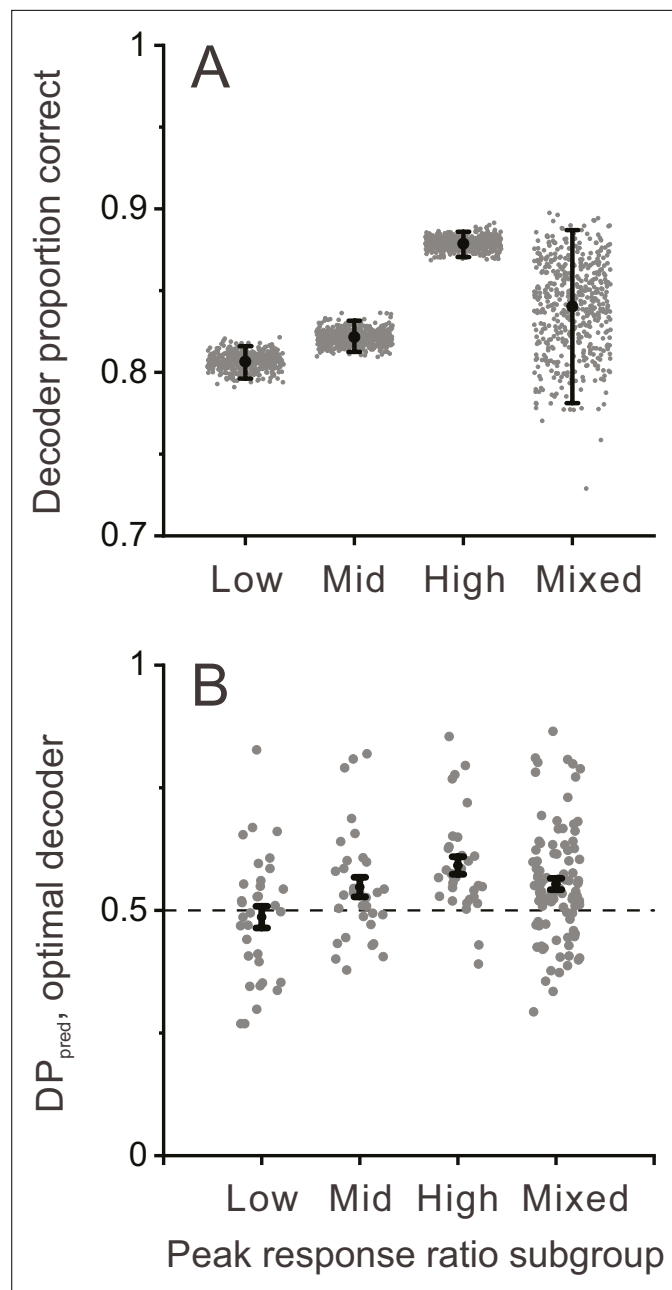 A
Decoder proportion correct
1
0.9
0.8
0.7
Low Mid High Mixed
B
DPpred, optimal decoder
1
0.5
0
Low Mid High Mixed
Peak response ratio subgroup